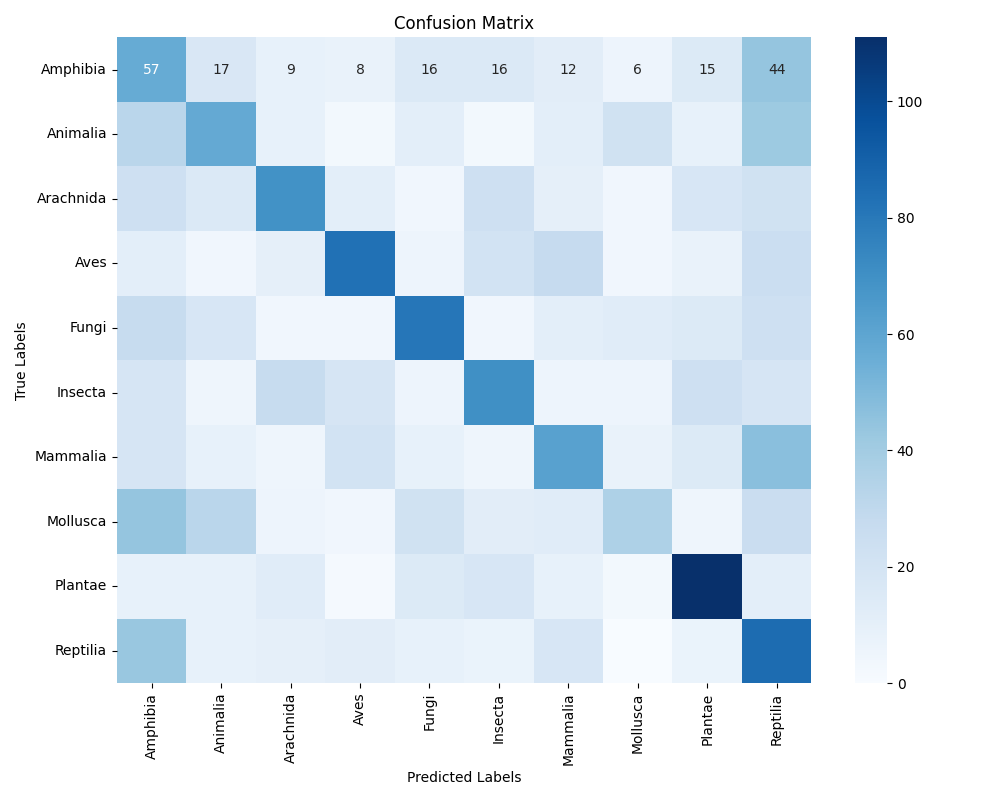 Confusion Matrix
True Labels
Amphibia 57 17 9 8 16 16 12 6 15 44
Animalia
Arachnida
Aves
Fungi
Insecta
Mammalia
Mollusca
Plantae
Reptilia
Amphibia Animalia Arachnida Aves Fungi Insecta Mammalia Mollusca Plantae Reptilia
Predicted Labels
100
80
60
40
20
0